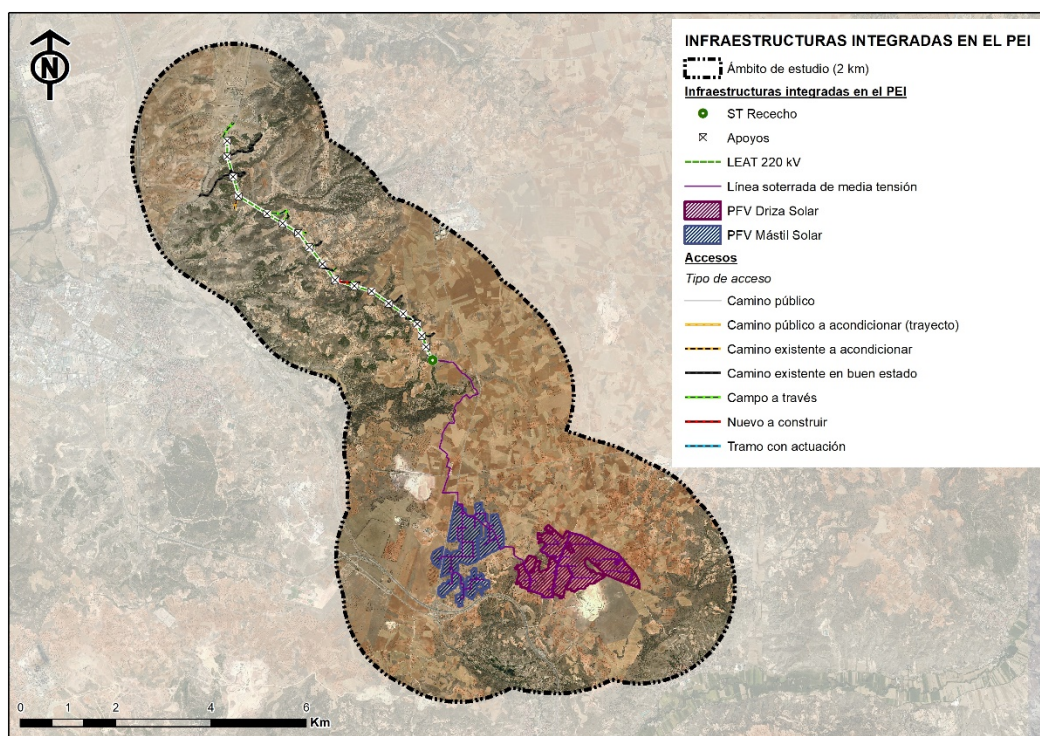 N
INFRAESTRUCTURAS INTEGRADAS EN EL PEI
Ámbito de estudio (2 km)
Infraestructuras integradas en el PEI
ST Rececho
Apoyos
LEAT 220 kV
Línea soterrada de media tensión
PFV Driza Solar
PFV Mástil Solar
Accesos
Tipo de acceso
Camino público
Camino público a acondicionar (trayecto)
Camino existente a acondicionar
Camino existente en buen estado
Campo a través
Nuevo a construir
Tramo con actuación
0 1 2 4 6
Km